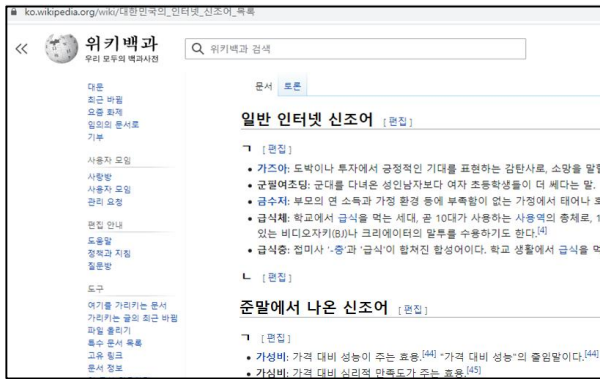 ko.wikipedia.org/wiki/대한민국의_인터넷_신조어_목록
위키백과
우리 모두의 백과사전
위키백과 검색
대문
최근 바뀜
요즘 화제
임의의 문서로
기부
사용자 모임
사랑방
사용자 모임
관리 요청
편집 안내
도움말
정책과 지침
질문방
도구
여기를 가리키는 문서
가리키는 글의 최근 바뀜
파일 올리기
특수 문서 목록
고유 링크
문서 정보
문서 토론
일반 인터넷 신조어 [편집]
ㄱ [편집]
가즈아: 도박이나 투자에서 긍정적인 기대를 표현하는 감탄사로, 소망을
군필여초딩: 군대를 다녀온 성인남자보다 여자 초등학생들이 더 쎄다는 말.
금수저: 부모의 연 소득과 가정 환경 등에 부족함이 없는 가정에서 태어나
급식체: 학교에서 급식을 먹는 세대, 곧 10대가 사용하는 사용역의 총체로, 1
있는 비디오자키(BJ)나 크리에이터의 말투를 수용하기도 한다.[4]
급식충: 접미사 '-충'과 '급식'이 합쳐진 합성어이다. 학교 생활에서 급식을
ㄴ [편집]
준말에서 나온 신조어 [편집]
ㄱ [편집]
가성비: 가격 대비 성능이 주는 효용.[44] "가격 대비 성능"의 줄임말이다.[44]
가심비: 가격 대비 심리적 만족도가 주는 효용.[45]